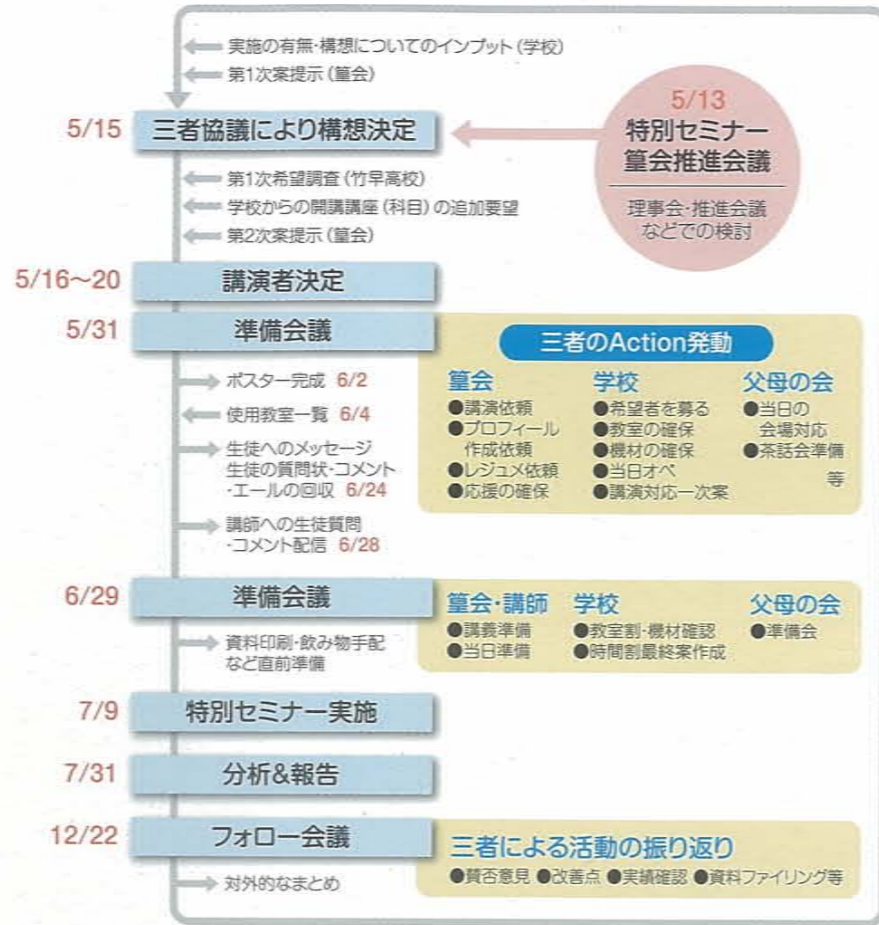 実施の有無・構想についてのインプット(学校)
第1次案提示(篁会)
5/15 三者協議により構想決定
5/13
特別セミナー
篁会推進会議
理事会・推進会議
などでの検討
第1次希望調査(竹早高校)
学校からの開講講座(科目)の追加要望
第2次案提示(篁会)
5/16〜20 講演者決定
5/31 準備会議
ポスター完成 6/2
使用教室一覧 6/4
生徒へのメッセージ
生徒の質問状・コメント
・エールの回収 6/24
講師への生徒質問
・コメント配信 6/28
三者のAction発動
篁会
●講演依頼
●プロフィール
作成依頼
●レジュメ依頼
●応援の確保
学校
●希望者を募る
●教室の確保
●機材の確保
●当日オペ
●講演対応一次案
父母の会
●当日の
会場対応
●茶話会準備
等
6/29 準備会議
資料印刷・飲み物手配
など直前準備
篁会・講師
●講義準備
●当日準備
学校
●教室割・機材確認
●時間割最終案作成
父母の会
●準備会
7/9 特別セミナー実施
7/31 分析&報告
12/22 フォロー会議
対外的なまとめ
三者による活動の振り返り
●賛否意見 ●改善点 ●実績確認 ●資料ファイリング等